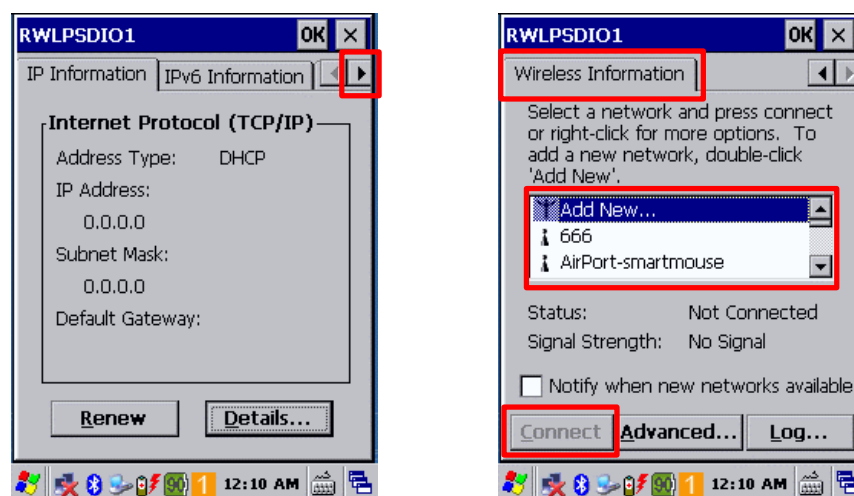 RWLPSDIO1 OK
IP Information IPv6 Information
Internet Protocol (TCP/IP)
Address Type: DHCP
IP Address:
0.0.0.0
Subnet Mask:
0.0.0.0
Default Gateway:
Renew Details...
90 1 12:10 AM
RWLPSDIO1 OK
Wireless Information
Select a network and press connect
or right-click for more options. To
add a new network, double-click
'Add New'.
Add New...
666
AirPort-smartmouse
Status: Not Connected
Signal Strength: No Signal
Notify when new networks available
Connect Advanced... Log...
90 1 12:10 AM